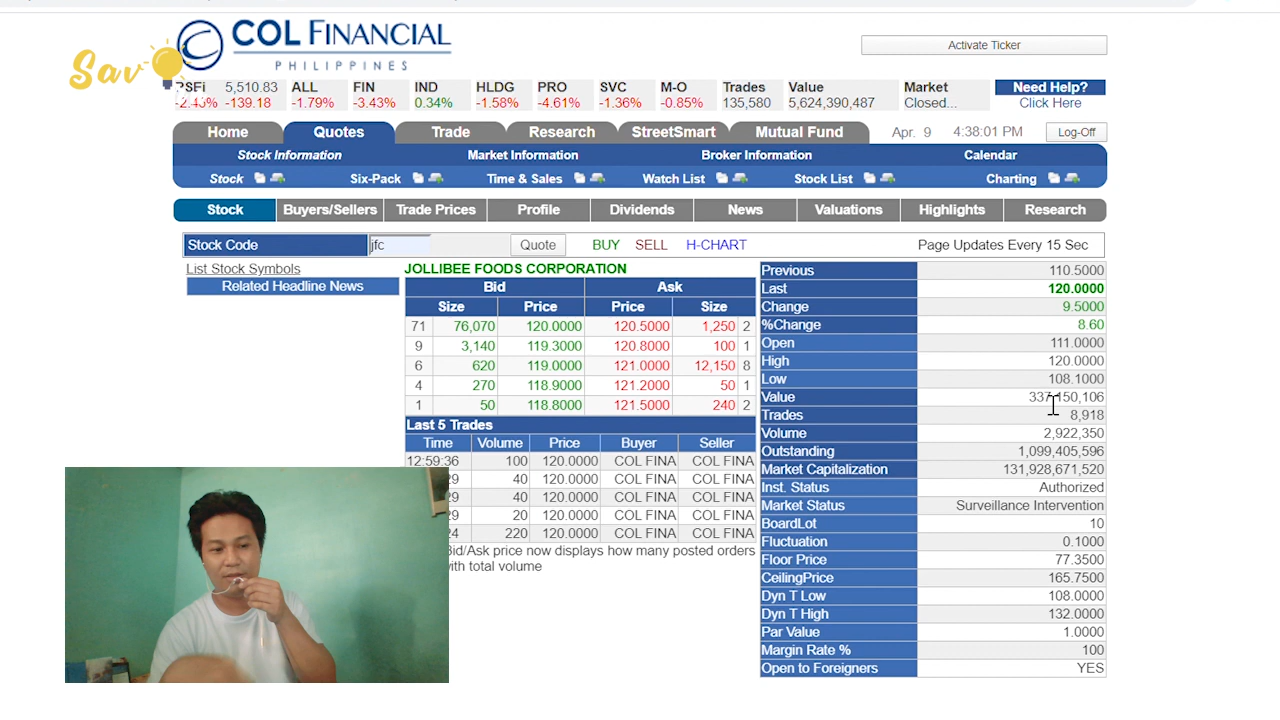 COL FINANCIAL
PHILIPPINES
Sav
Activate Ticker
PSEi 5,510.83 ALL FIN IND HLDG PRO SVC M-O Trades Value Market Need Help?
-2.45% -139.18 -1.79% -3.43% 0.34% -1.58% -4.61% -1.36% -0.85% 135,580 5,624,390,487 Closed... Click Here
Home Quotes Trade Research StreetSmart Mutual Fund Apr. 9 4:38:01 PM Log-Off
Stock Information Market Information Broker Information Calendar
Stock Six-Pack Time & Sales Watch List Stock List Charting
Stock Buyers/Sellers Trade Prices Profile Dividends News Valuations Highlights Research
Stock Code jfc Quote BUY SELL H-CHART Page Updates Every 15 Sec
List Stock Symbols
Related Headline News
JOLLIBEE FOODS CORPORATION
Bid Ask
Size Price Price Size
71 76,070 120.0000 120.5000 1,250 2
9 3,140 119.3000 120.8000 100 1
6 620 119.0000 121.0000 12,150 8
4 270 118.9000 121.2000 50 1
1 50 118.8000 121.5000 240 2
Last 5 Trades
Time Volume Price Buyer Seller
12:59:36 100 120.0000 COL FINA COL FINA
29 40 120.0000 COL FINA COL FINA
29 40 120.0000 COL FINA COL FINA
29 20 120.0000 COL FINA COL FINA
24 220 120.0000 COL FINA COL FINA
Bid/Ask price now displays how many posted orders
with total volume
Previous 110.5000
Last 120.0000
Change 9.5000
%Change 8.60
Open 111.0000
High 120.0000
Low 108.1000
Value 337,150,106
Trades 8,918
Volume 2,922,350
Outstanding 1,099,405,596
Market Capitalization 131,928,671,520
Inst. Status Authorized
Market Status Surveillance Intervention
BoardLot 10
Fluctuation 0.1000
Floor Price 77.3500
CeilingPrice 165.7500
Dyn T Low 108.0000
Dyn T High 132.0000
Par Value 1.0000
Margin Rate % 100
Open to Foreigners YES